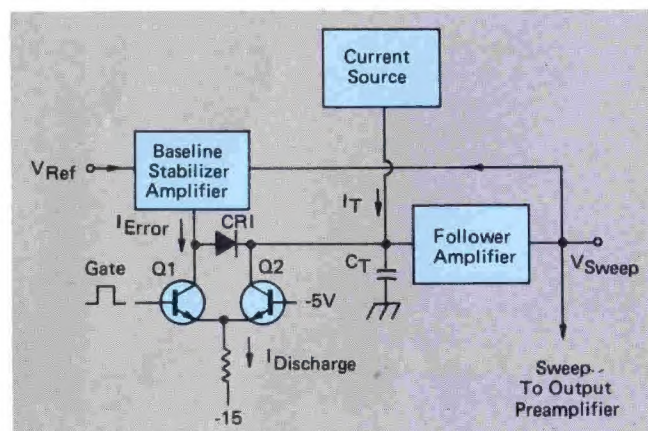 Current
Source
Baseline
Stabilizer
Amplifier
V_Ref
I_Error
CR1
I_T
Follower
Amplifier
Gate
Q1
Q2
C_T
-5V
V_Sweep
I_Discharge
-15
Sweep
To Output
Preamplifier